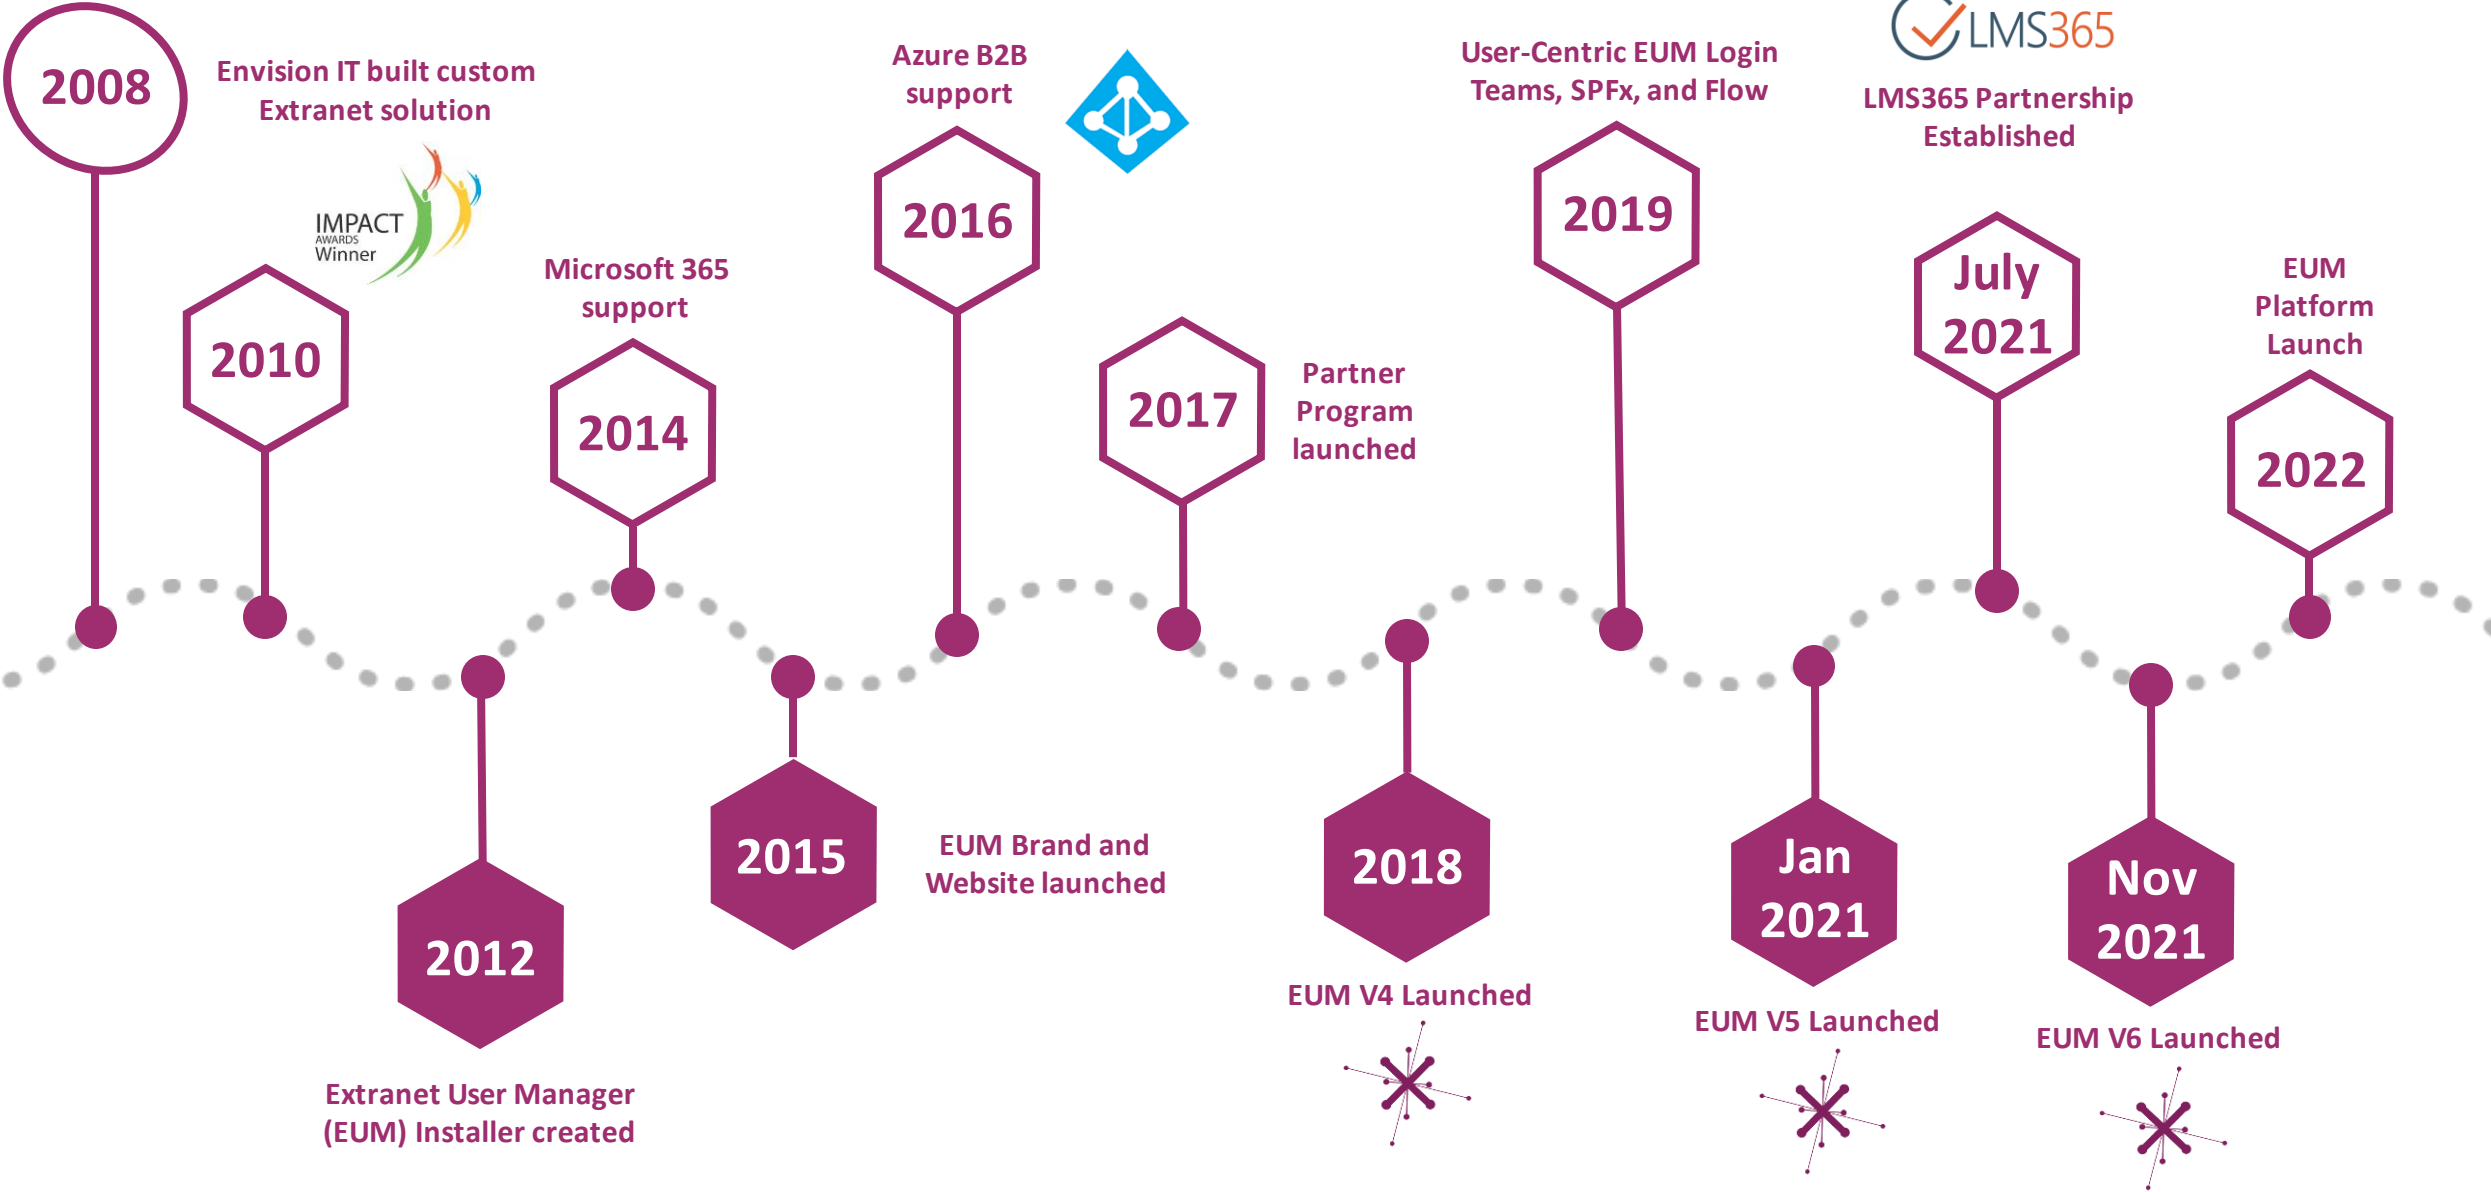 2008
Envision IT built custom
Extranet solution
IMPACT
AWARDS
Winner
2010
Extranet User Manager
(EUM) Installer created
2012
Microsoft 365
support
2014
2015
EUM Brand and
Website launched
Azure B2B
support
2016
2017
Partner
Program
launched
2018
EUM V4 Launched
User-Centric EUM Login
Teams, SPFx, and Flow
2019
Jan
2021
EUM V5 Launched
LMS365
LMS365 Partnership
Established
July
2021
Nov
2021
EUM V6 Launched
EUM
Platform
Launch
2022